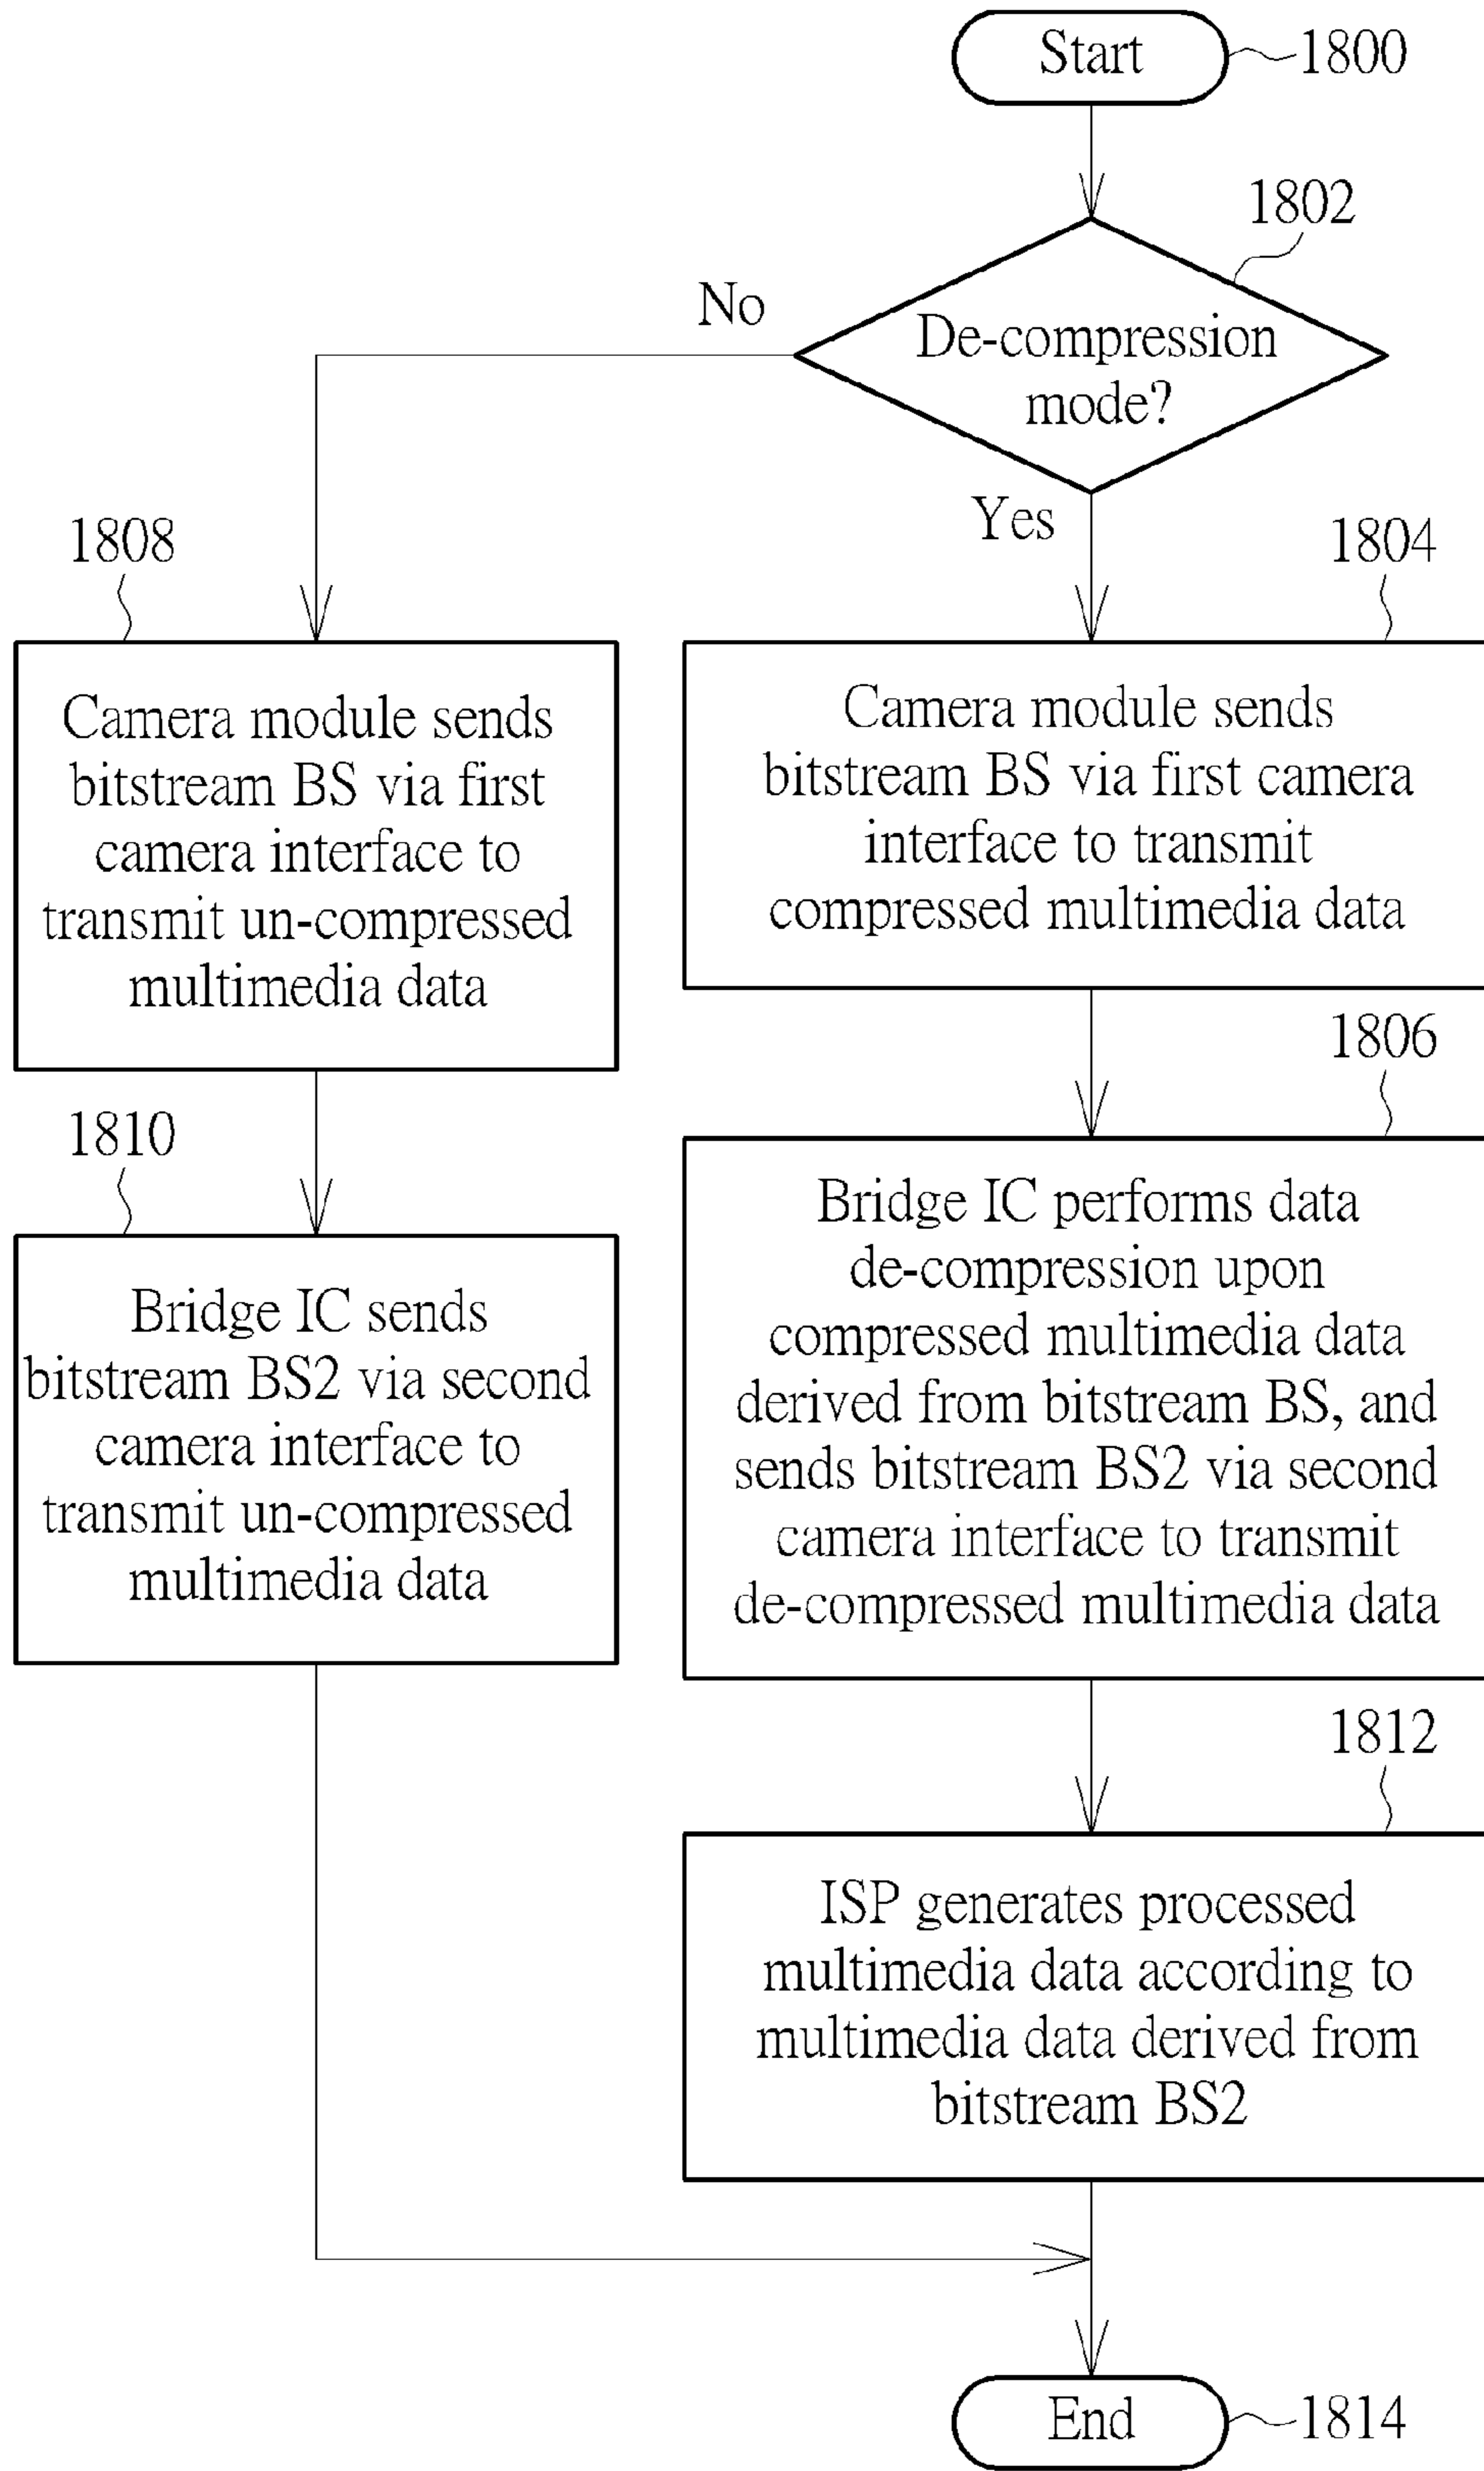 Start
1800
1802
De-compression
mode?
No
Yes
1808
Camera module sends
bitstream BS via first
camera interface to
transmit un-compressed
multimedia data
1804
Camera module sends
bitstream BS via first camera
interface to transmit
compressed multimedia data
1810
Bridge IC sends
bitstream BS2 via second
camera interface to
transmit un-compressed
multimedia data
1806
Bridge IC performs data
de-compression upon
compressed multimedia data
derived from bitstream BS, and
sends bitstream BS2 via second
camera interface to transmit
de-compressed multimedia data
1812
ISP generates processed
multimedia data according to
multimedia data derived from
bitstream BS2
End
1814